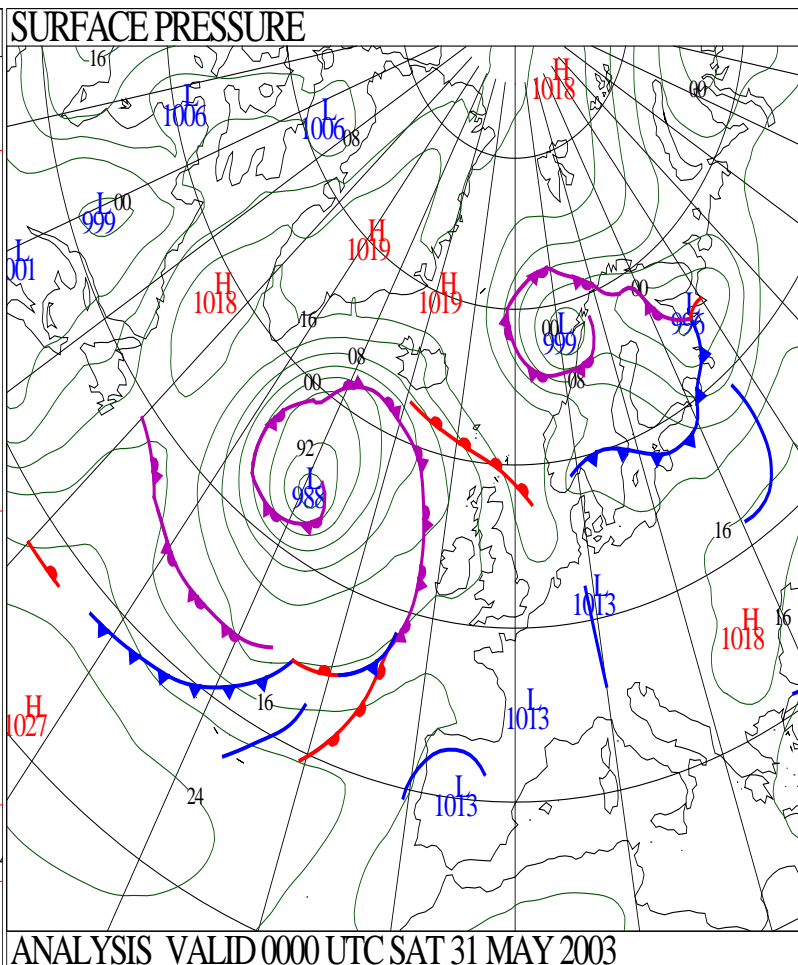 SURFACE PRESSURE
16
H
1018
00
L
1006
L
1006
08
L
999
00
L
001
H
1019
H
1018
H
1019
16
00
L
996
00
L
999
08
08
00
92
L
988
16
L
1013
H
1018
16
16
H
1027
L
1013
24
L
1013
ANALYSIS VALID 0000 UTC SAT 31 MAY 2003